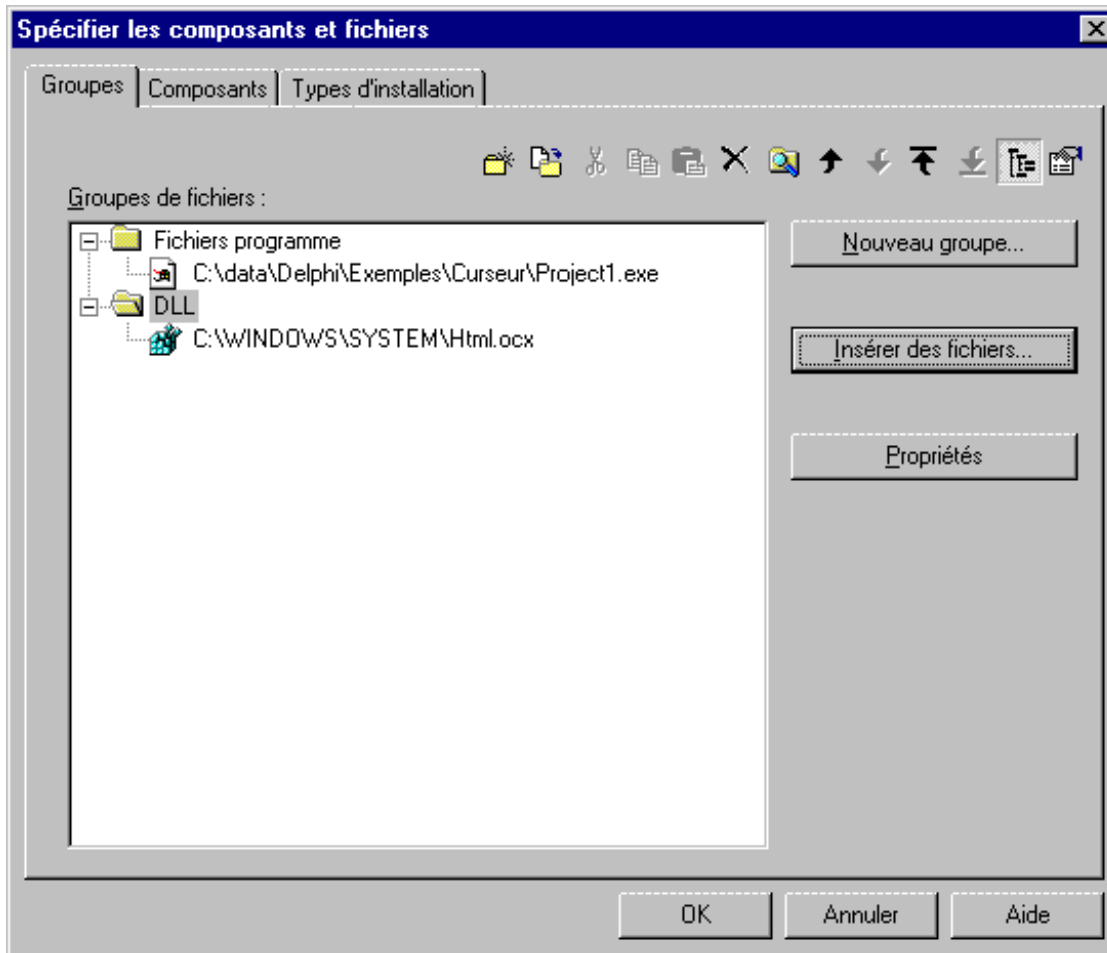 Spécifier les composants et fichiers
Groupes
Composants
Types d'installation
Groupes de fichiers :
Fichiers programme
C:\data\Delphi\Exemples\Curseur\Project1.exe
DLL
C:\WINDOWS\SYSTEM\Html.ocx
Nouveau groupe...
Insérer des fichiers...
Propriétés
OK
Annuler
Aide